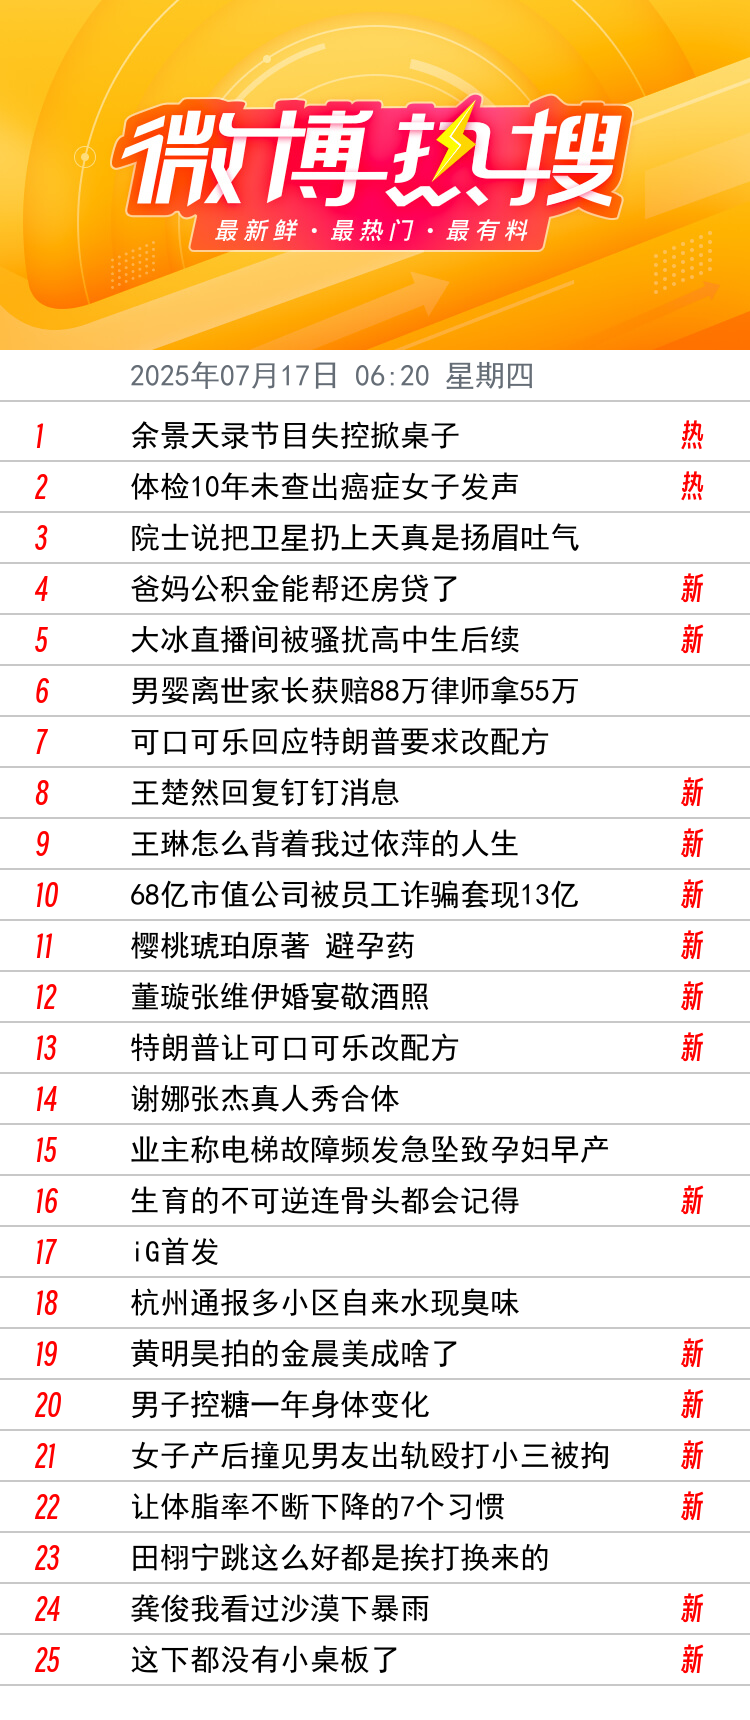 微博热搜
最新鲜·最热门·最有料
2025年07月17日 06:20 星期四
1 余景天录节目失控掀桌子 热
2 体检10年未查出癌症女子发声 热
3 院士说把卫星扔上天真是扬眉吐气
4 爸妈公积金能帮还房贷了 新
5 大冰直播间被骚扰高中生后续 新
6 男婴离世家长获赔88万律师拿55万
7 可口可乐回应特朗普要求改配方
8 王楚然回复钉钉消息 新
9 王琳怎么背着我过依萍的人生 新
10 68亿市值公司被员工诈骗套现13亿 新
11 樱桃琥珀原著 避孕药 新
12 董璇张维伊婚宴敬酒照 新
13 特朗普让可口可乐改配方 新
14 谢娜张杰真人秀合体
15 业主称电梯故障频发急坠致孕妇早产
16 生育的不可逆连骨头都会记得 新
17 iG首发
18 杭州通报多小区自来水现臭味
19 黄明昊拍的金晨美成啥了 新
20 男子控糖一年身体变化 新
21 女子产后撞见男友出轨殴打小三被拘 新
22 让体脂率不断下降的7个习惯 新
23 田栩宁跳这么好都是挨打换来的
24 龚俊我看过沙漠下暴雨 新
25 这下都没有小桌板了 新